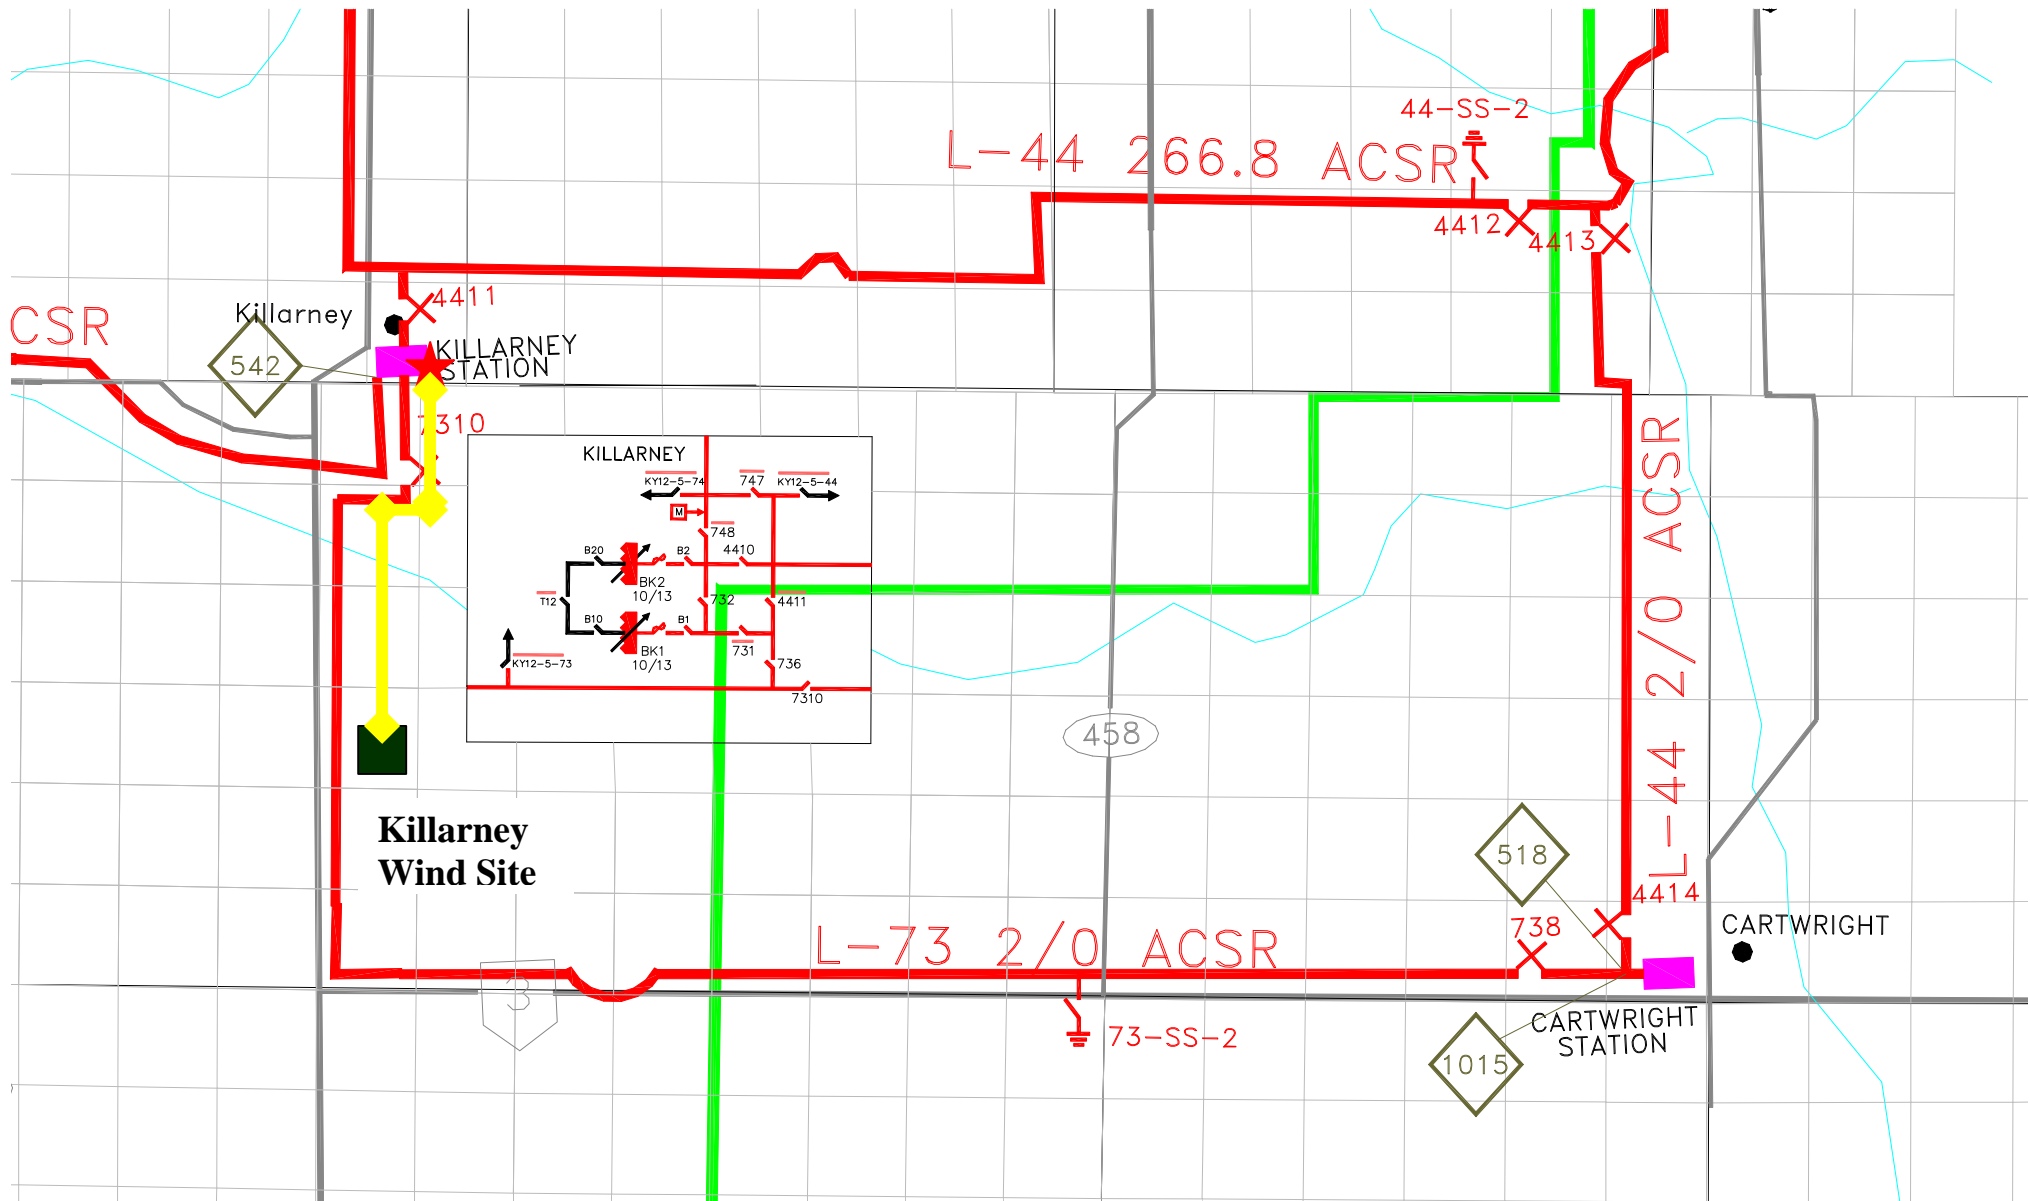 44-SS-2
L-44 266.8 ACSR
4412
4413
4411
Killarney
CSR
KILLARNEY
STATION
542
7310
KILLARNEY
KY12-5-74
747
KY12-5-44
M
748
B20
B2
4410
BK2
10/13
T12
732
4411
B10
B1
BK1
10/13
731
KY12-5-73
736
7310
L-44 2/0 ACSR
458
Killarney
Wind Site
518
4414
738
CARTWRIGHT
L-73 2/0 ACSR
3
73-SS-2
CARTWRIGHT
STATION
1015